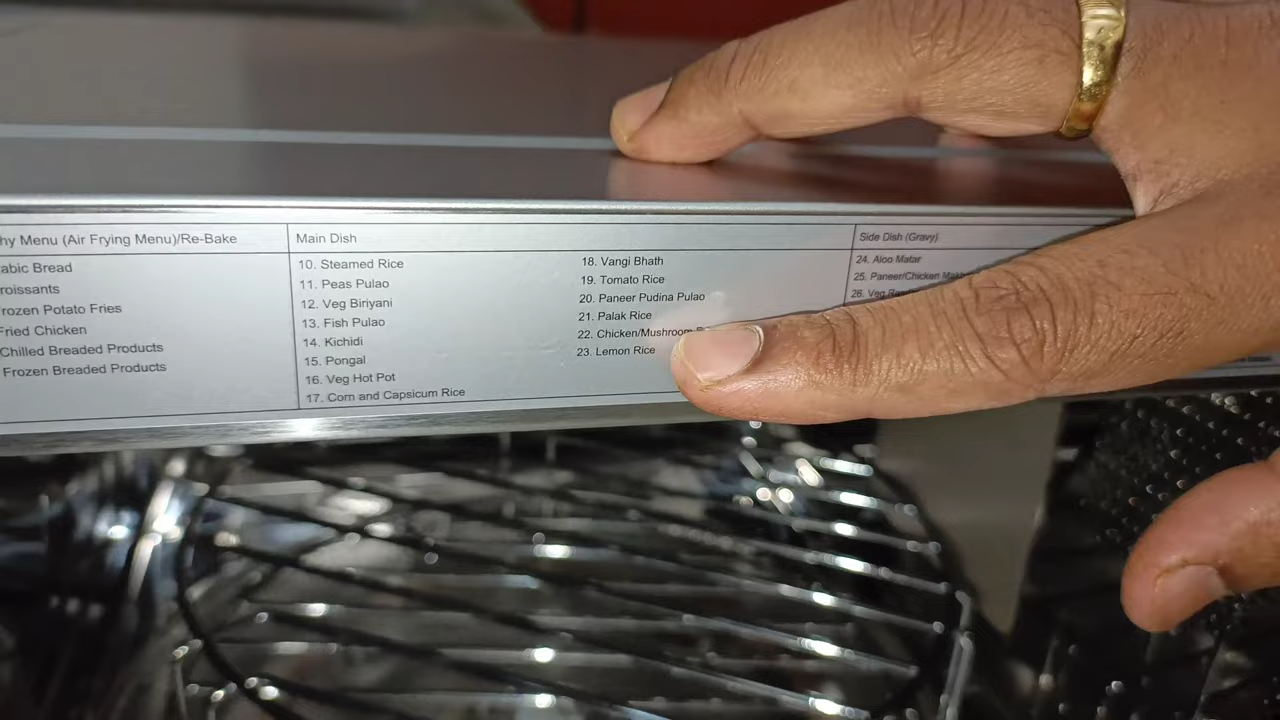 hy Menu (Air Frying Menu)/Re-Bake
abic Bread
roissants
rozen Potato Fries
ried Chicken
Chilled Breaded Products
Frozen Breaded Products
Main Dish
10. Steamed Rice
11. Peas Pulao
12. Veg Biriyani
13. Fish Pulao
14. Kichidi
15. Pongal
16. Veg Hot Pot
17. Corn and Capsicum Rice
18. Vangi Bhath
19. Tomato Rice
20. Paneer Pudina Pulao
21. Palak Rice
22. Chicken/Mushroom
23. Lemon Rice
Side Dish (Gravy)
24. Aloo Matar
25. Paneer/Chicken
26. Veg